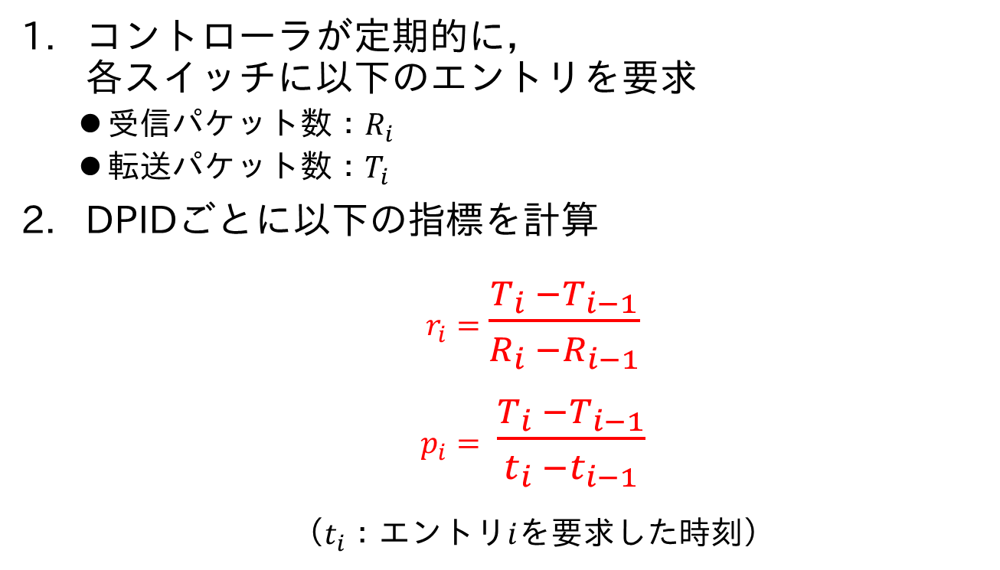 1. コントローラが定期的に，
各スイッチに以下のエントリを要求
● 受信パケット数：R_i
● 転送パケット数：T_i
2. DPIDごとに以下の指標を計算
r_i = (T_i − T_{i−1}) / (R_i − R_{i−1})
p_i = (T_i − T_{i−1}) / (t_i − t_{i−1})
（t_i：エントリiを要求した時刻）